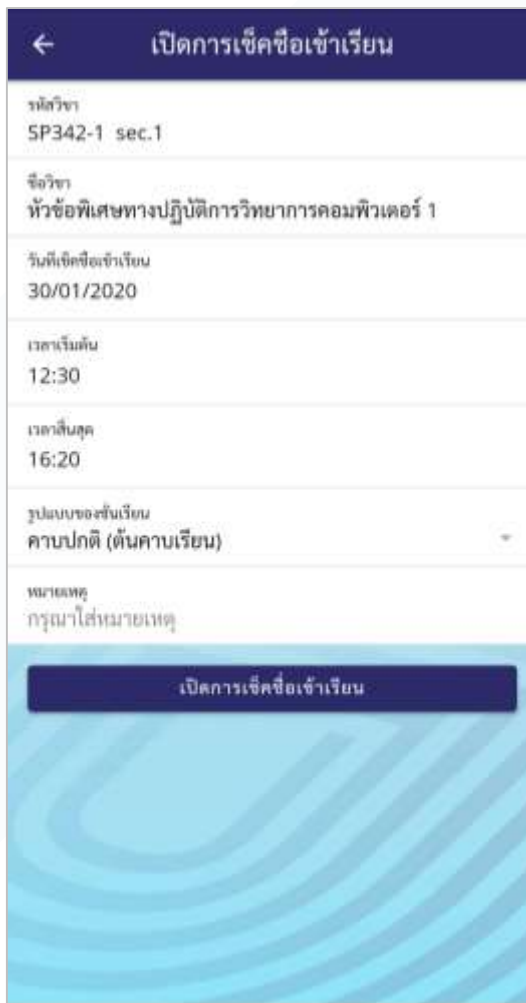 เปิดการเช็คชื่อเข้าเรียน
รหัสวิชา
SP342-1 sec.1
ชื่อวิชา
หัวข้อพิเศษทางปฏิบัติการวิทยาการคอมพิวเตอร์ 1
วันที่เช็คชื่อเข้าเรียน
30/01/2020
เวลาเริ่มต้น
12:30
เวลาสิ้นสุด
16:20
รูปแบบของชั้นเรียน
คาบปกติ (ต้นคาบเรียน)
หมายเหตุ
กรุณาใส่หมายเหตุ
เปิดการเช็คชื่อเข้าเรียน